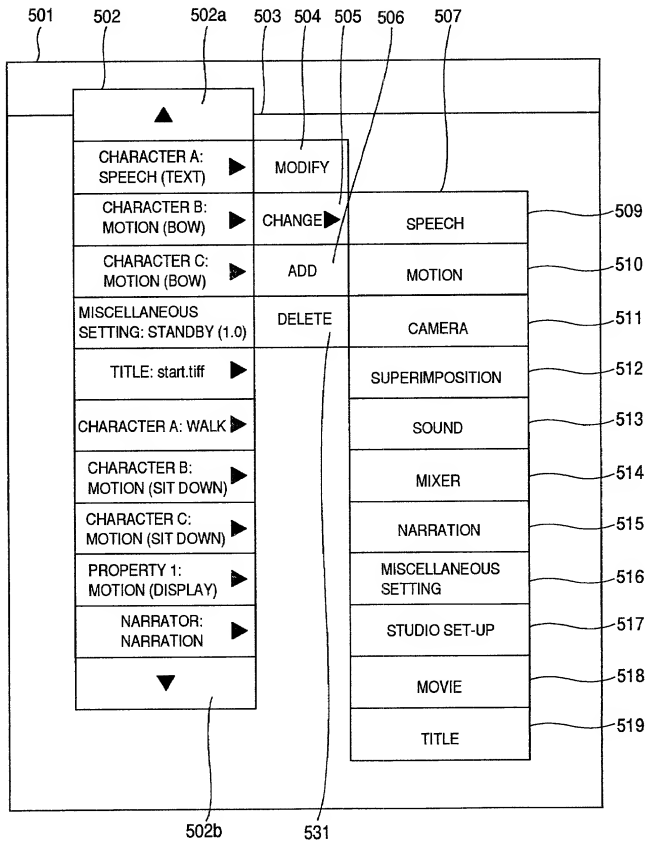 501 502 502a 503 504 505 506 507
▲
CHARACTER A:
SPEECH (TEXT) ▶
MODIFY
CHARACTER B:
MOTION (BOW) ▶
CHANGE ▶
SPEECH
509
CHARACTER C:
MOTION (BOW) ▶
ADD
MOTION
510
MISCELLANEOUS
SETTING: STANDBY (1.0)
DELETE
CAMERA
511
TITLE: start.tiff ▶
SUPERIMPOSITION
512
CHARACTER A: WALK ▶
SOUND
513
CHARACTER B:
MOTION (SIT DOWN) ▶
MIXER
514
CHARACTER C:
MOTION (SIT DOWN) ▶
NARRATION
515
PROPERTY 1:
MOTION (DISPLAY) ▶
MISCELLANEOUS
SETTING
516
NARRATOR:
NARRATION ▶
STUDIO SET-UP
517
▼
MOVIE
518
TITLE
519
502b 531